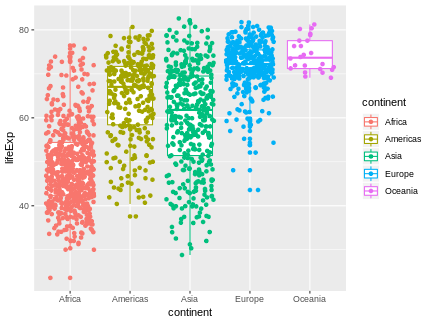 80
60
40
lifeExp
Africa
Americas
Asia
Europe
Oceania
continent
continent
Africa
Americas
Asia
Europe
Oceania